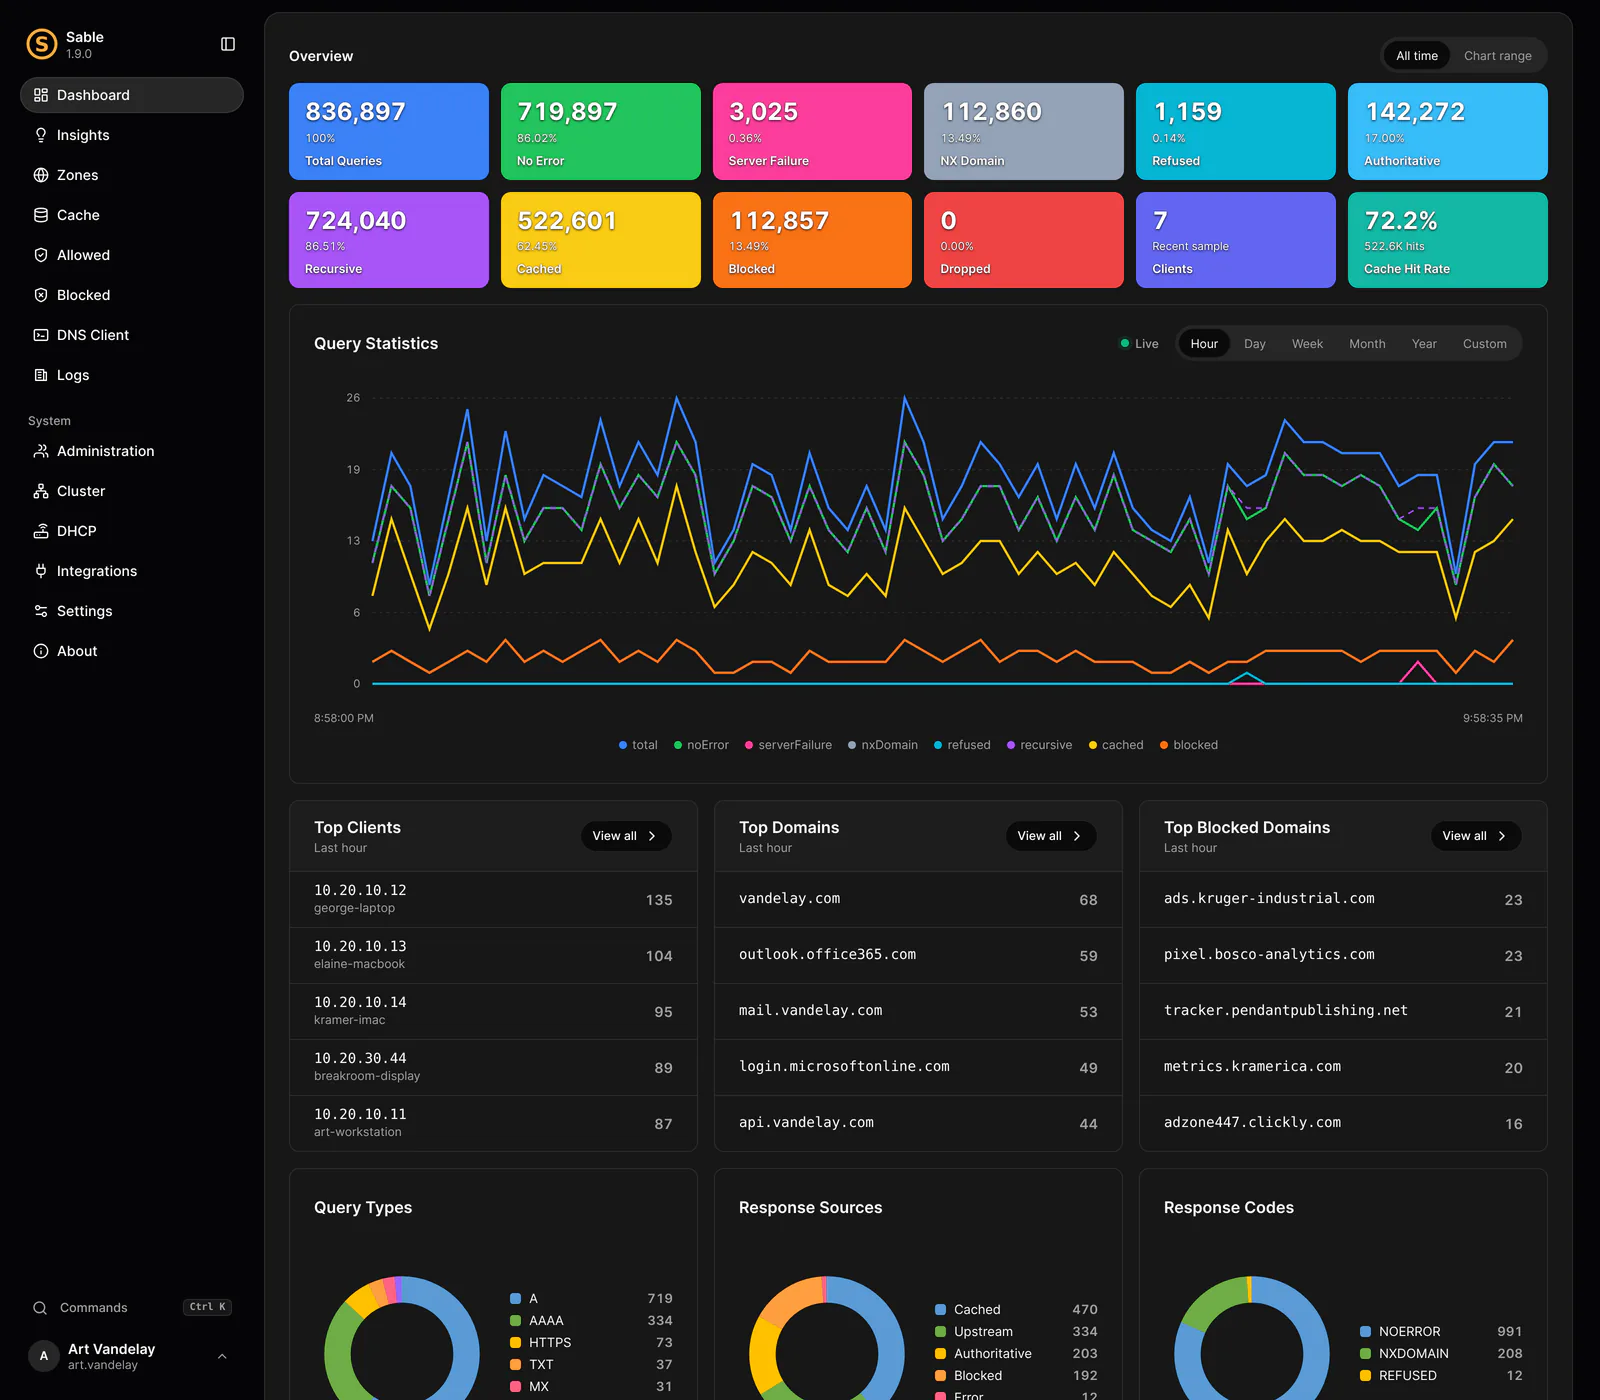 Sable
1.9.0
Dashboard
Insights
Zones
Cache
Allowed
Blocked
DNS Client
Logs
System
Administration
Cluster
DHCP
Integrations
Settings
About
Commands
Ctrl K
A
Art Vandelay
art.vandelay
Overview
All time
Chart range
836,897
100%
Total Queries
719,897
86.02%
No Error
3,025
0.36%
Server Failure
112,860
13.49%
NX Domain
1,159
0.14%
Refused
142,272
17.00%
Authoritative
724,040
86.51%
Recursive
522,601
62.45%
Cached
112,857
13.49%
Blocked
0
0.00%
Dropped
7
Recent sample
Clients
72.2%
522.6K hits
Cache Hit Rate
Query Statistics
Live
Hour
Day
Week
Month
Year
Custom
26
19
13
6
0
8:58:00 PM
9:58:35 PM
total
noError
serverFailure
nxDomain
refused
recursive
cached
blocked
Top Clients
Last hour
View all
10.20.10.12
george-laptop
135
10.20.10.13
elaine-macbook
104
10.20.10.14
kramer-imac
95
10.20.30.44
breakroom-display
89
10.20.10.11
art-workstation
87
Top Domains
Last hour
View all
vandelay.com
68
outlook.office365.com
59
mail.vandelay.com
53
login.microsoftonline.com
49
api.vandelay.com
44
Top Blocked Domains
Last hour
View all
ads.kruger-industrial.com
23
pixel.bosco-analytics.com
23
tracker.pendantpublishing.net
21
metrics.kramerica.com
20
adzone447.clickly.com
16
Query Types
A 719
AAAA 334
HTTPS 73
TXT 37
MX 31
Response Sources
Cached 470
Upstream 334
Authoritative 203
Blocked 192
Error 12
Response Codes
NOERROR 991
NXDOMAIN 208
REFUSED 12